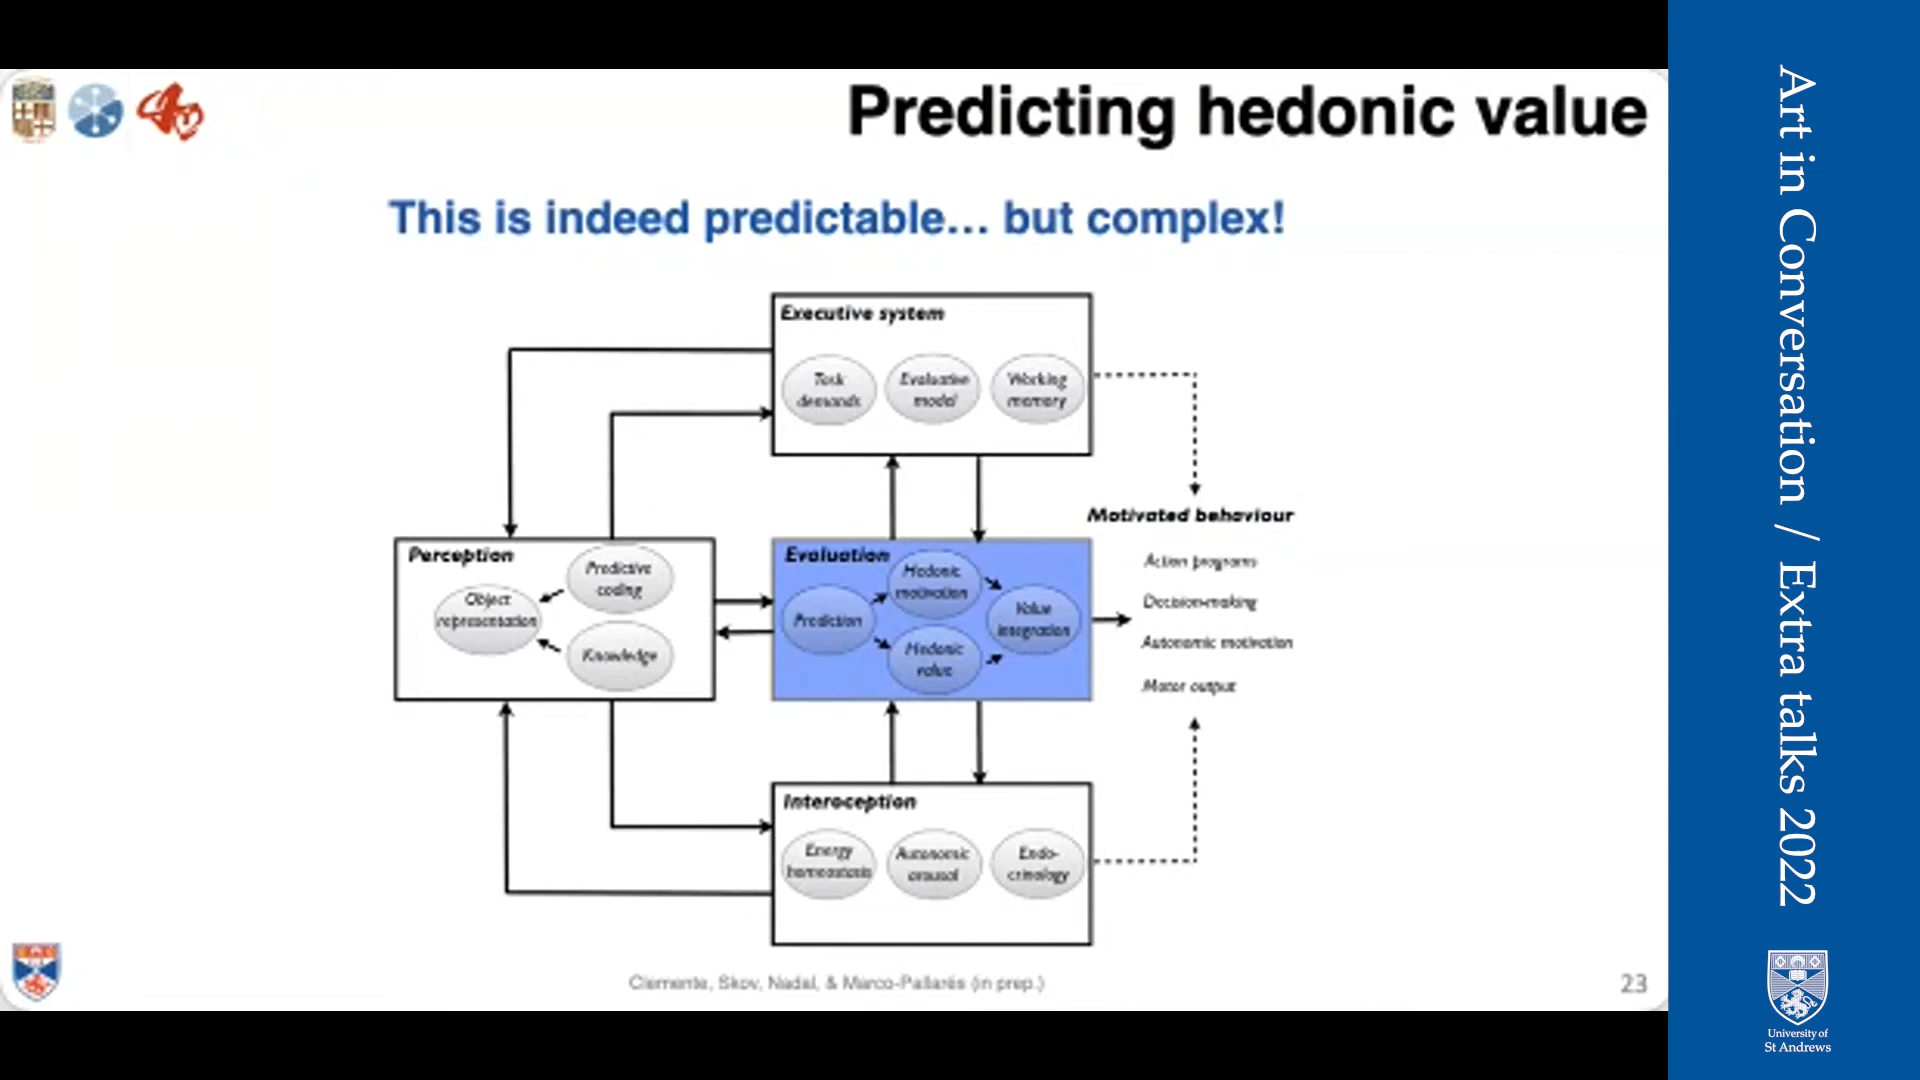 Predicting hedonic value
This is indeed predictable... but complex!
Executive system
Task
demands
Evaluative
model
Working
memory
Motivated behaviour
Action programs
Decision-making
Autonomic motivation
Motor output
Perception
Predictive
coding
Object
representation
Knowledge
Evaluation
Hedonic
motivation
Prediction
Value
integration
Hedonic
value
Interoception
Energy
homeostasis
Autonomic
arousal
Endo-
crinology
Clemente, Skov, Nadal, & Marco-Pallarés (in prep.)
23
Art in Conversation / Extra talks 2022
University of
St Andrews